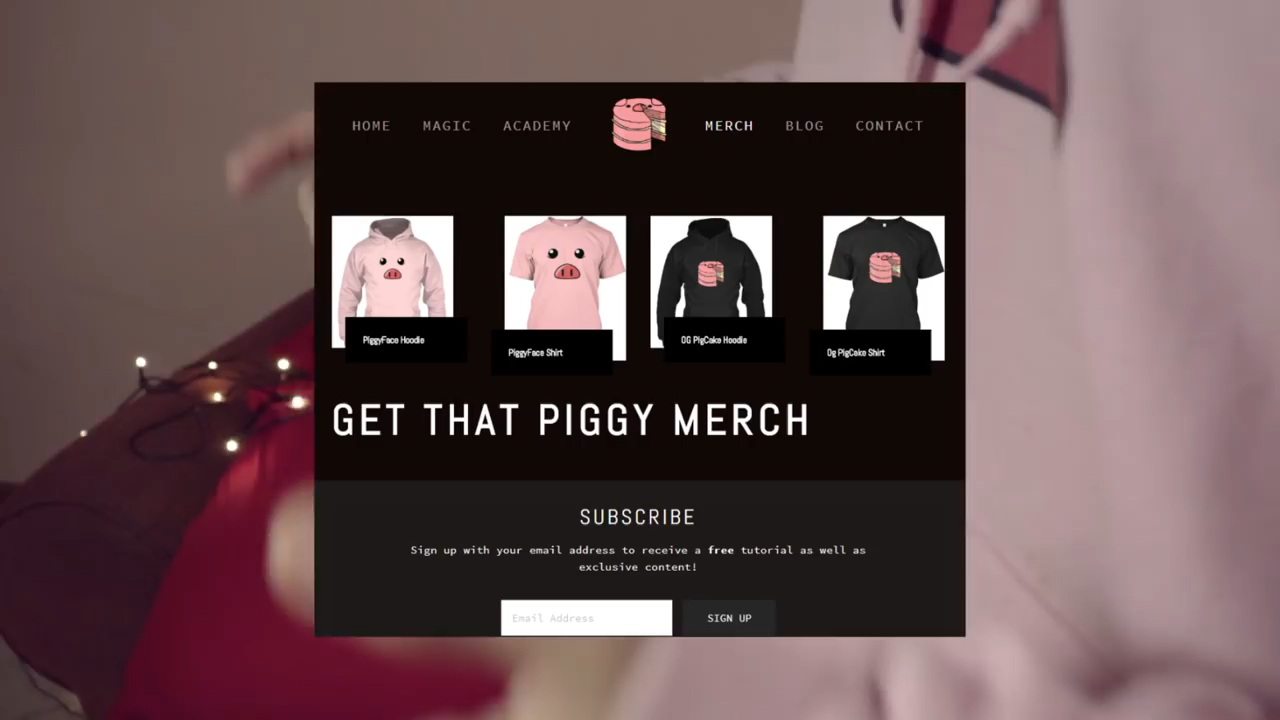 HOME MAGIC ACADEMY MERCH BLOG CONTACT
PiggyFace Hoodie
PiggyFace Shirt
OG PigCake Hoodie
Og PigCake Shirt
GET THAT PIGGY MERCH
SUBSCRIBE
Sign up with your email address to receive a free tutorial as well as
exclusive content!
Email Address
SIGN UP